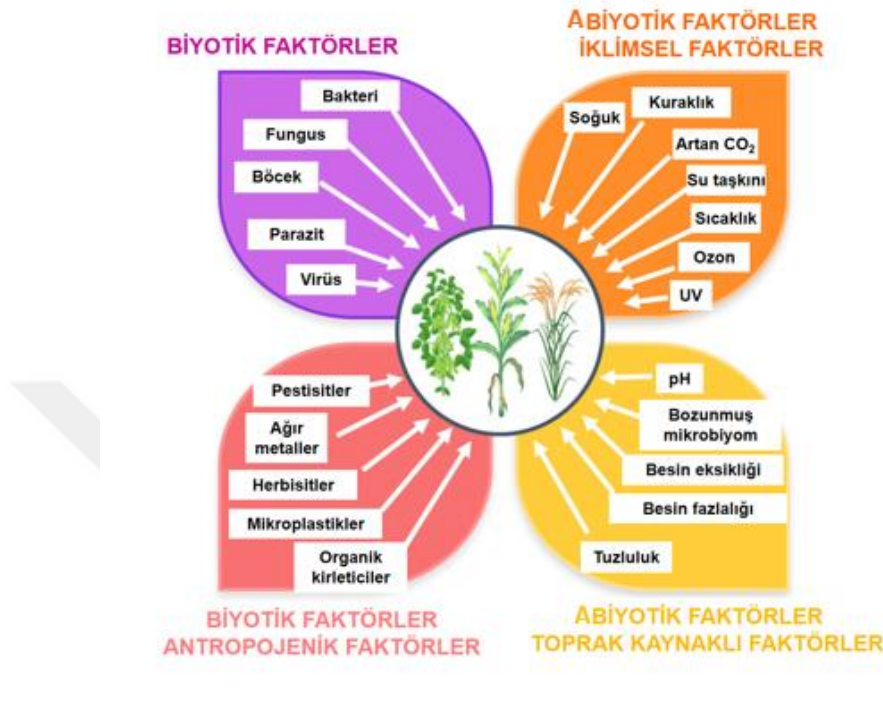 BİYOTİK FAKTÖRLER
Bakteri
Fungus
Böcek
Parazit
Virüs
ABİYOTİK FAKTÖRLER
İKLİMSEL FAKTÖRLER
Soğuk
Kuraklık
Artan CO₂
Su taşkını
Sıcaklık
Ozon
UV
Pestisitler
Ağır
metaller
Herbisitler
Mikroplastikler
Organik
kirleticiler
BİYOTİK FAKTÖRLER
ANTROPOJENİK FAKTÖRLER
pH
Bozunmuş
mikrobiyom
Besin eksikliği
Besin fazlalığı
Tuzluluk
ABİYOTİK FAKTÖRLER
TOPRAK KAYNAKLI FAKTÖRLER